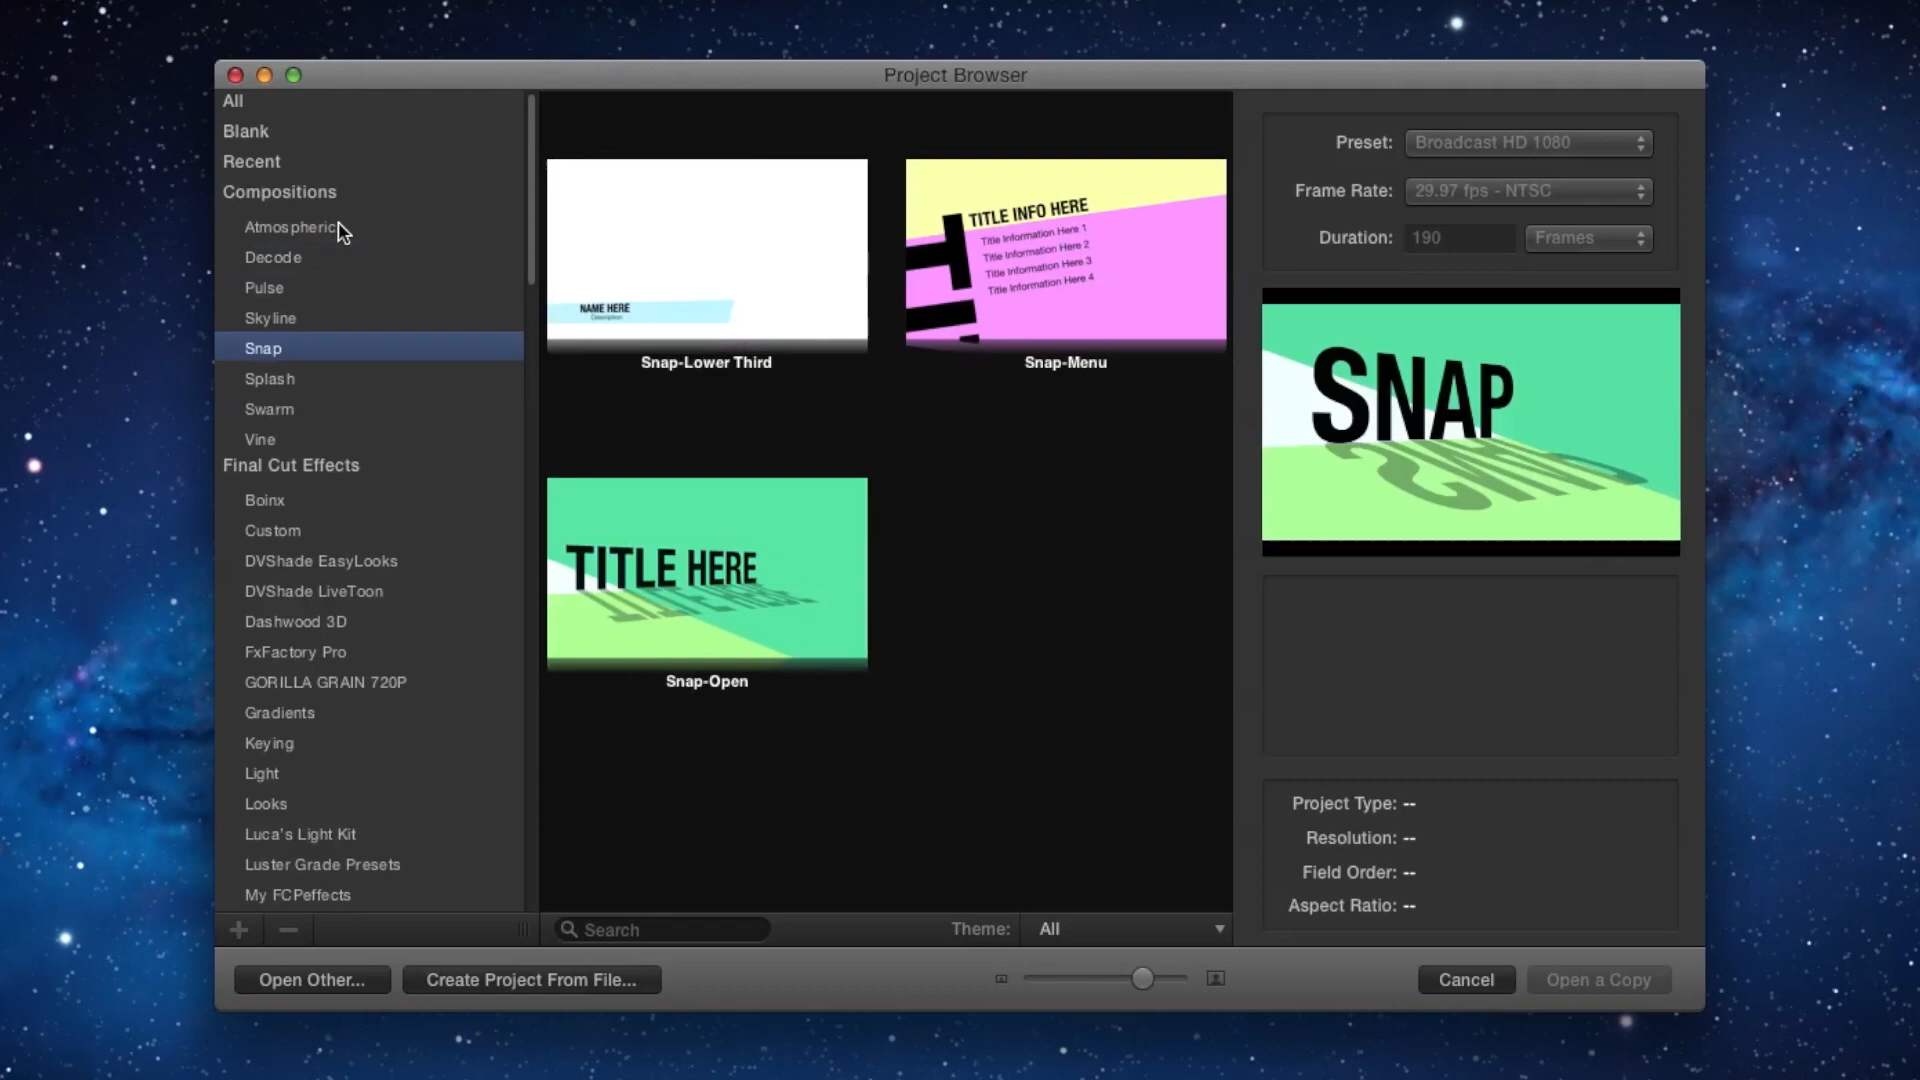 Project Browser
All
Blank
Recent
Compositions
Atmospheric
Decode
Pulse
Skyline
Snap
Splash
Swarm
Vine
Final Cut Effects
Boinx
Custom
DVShade EasyLooks
DVShade LiveToon
Dashwood 3D
FxFactory Pro
GORILLA GRAIN 720P
Gradients
Keying
Light
Looks
Luca's Light Kit
Luster Grade Presets
My FCPeffects
NAME HERE
Description
Snap-Lower Third
TITLE INFO HERE
Title Information Here 1
Title Information Here 2
Title Information Here 3
Title Information Here 4
Snap-Menu
TITLE HERE
Snap-Open
Search
Theme: All
Preset: Broadcast HD 1080
Frame Rate: 29.97 fps - NTSC
Duration: 190 Frames
SNAP
Project Type: --
Resolution: --
Field Order: --
Aspect Ratio: --
Open Other...
Create Project From File...
Cancel
Open a Copy